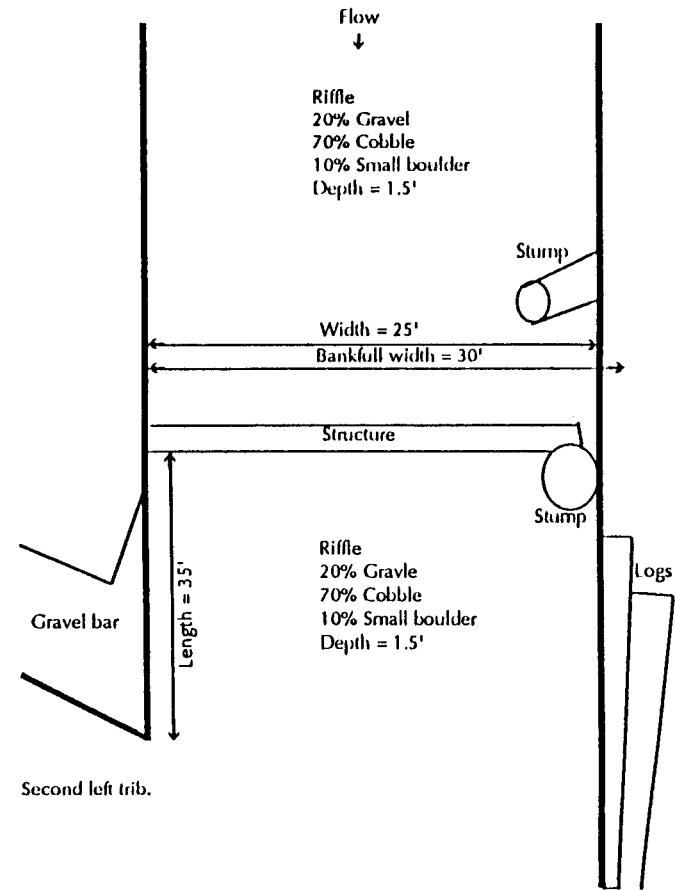 Flow
Riffle
20% Gravel
70% Cobble
10% Small boulder
Depth = 1.5'
Stump
Width = 25'
Bankfull width = 30'
Structure
Stump
Riffle
20% Gravle
70% Cobble
10% Small boulder
Depth = 1.5'
Logs
Gravel bar
Length = 35'
Second left trib.